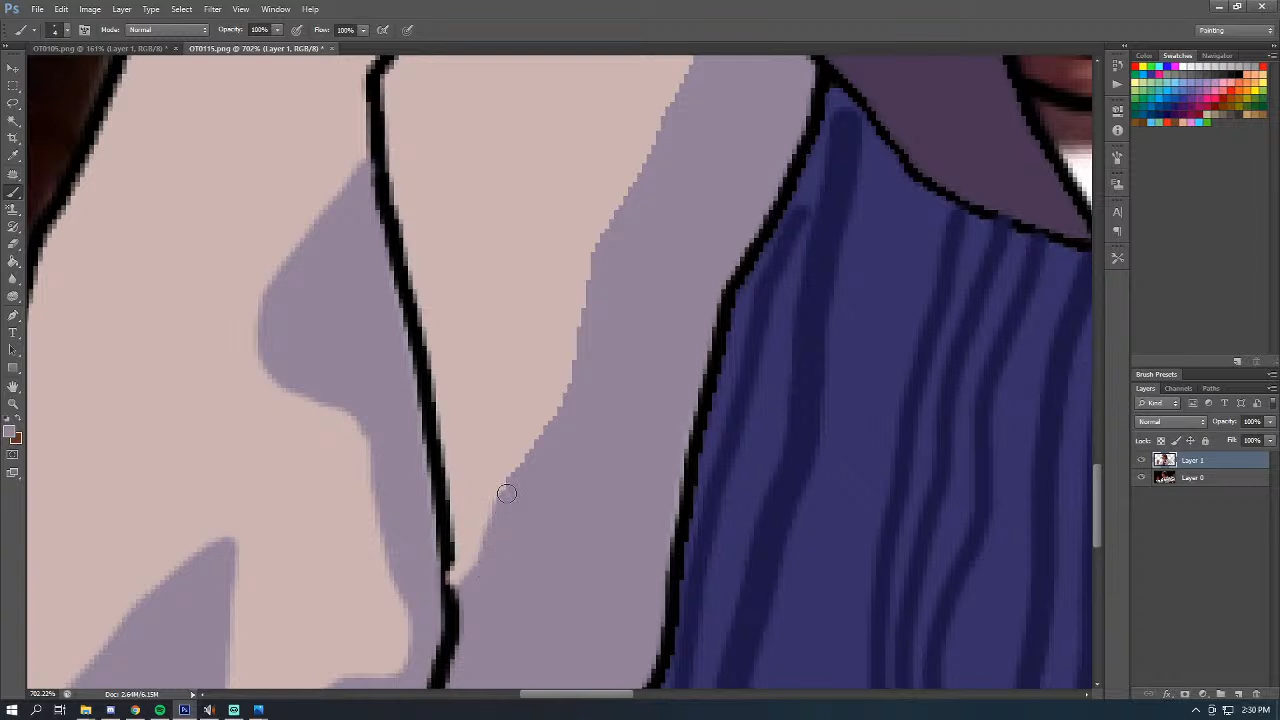 Ps File Edit Image Layer Type Select Filter View Window Help
4 Mode: Normal Opacity: 100% Flow: 100% Painting
OT0105.png @ 161% (Layer 1, RGB/8) * × OT0115.png @ 702% (Layer 1, RGB/8) * ×
Color Swatches Navigator
Brush Presets
Layers Channels Paths
Kind
Normal Opacity: 100%
Lock: Fill: 100%
Layer 1
Layer 0
702.22% Doc: 2.64M/6.15M
2:30 PM